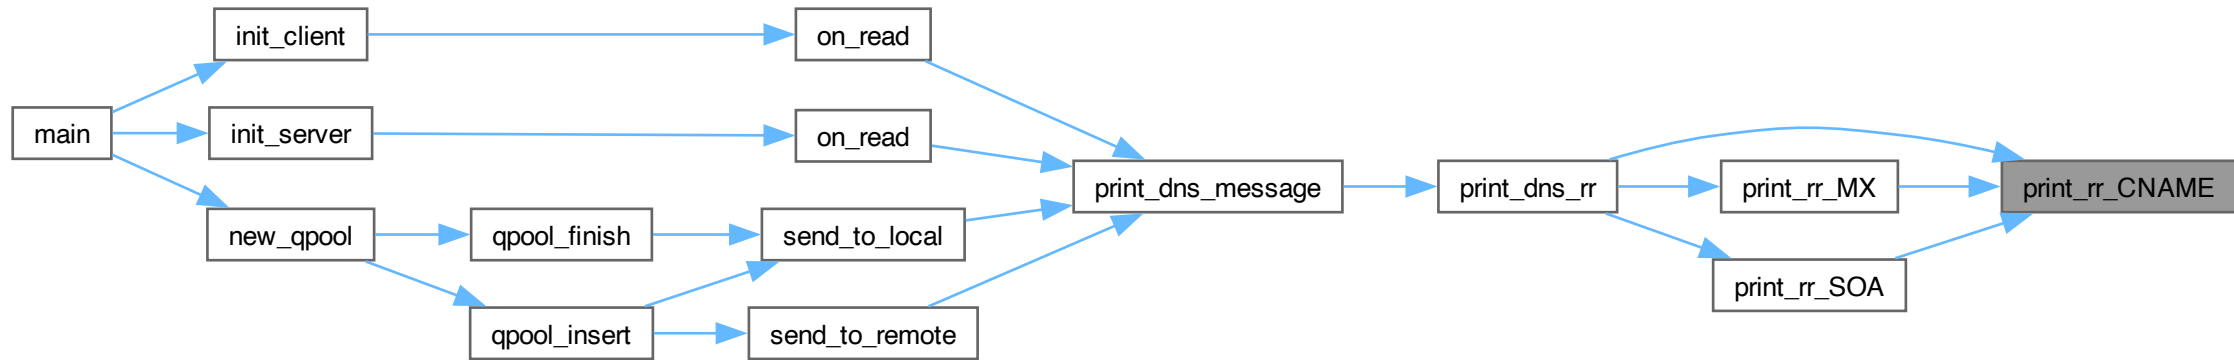 main
init_client
init_server
new_qpool
qpool_finish
qpool_insert
on_read
on_read
send_to_local
send_to_remote
print_dns_message
print_dns_rr
print_rr_MX
print_rr_SOA
print_rr_CNAME